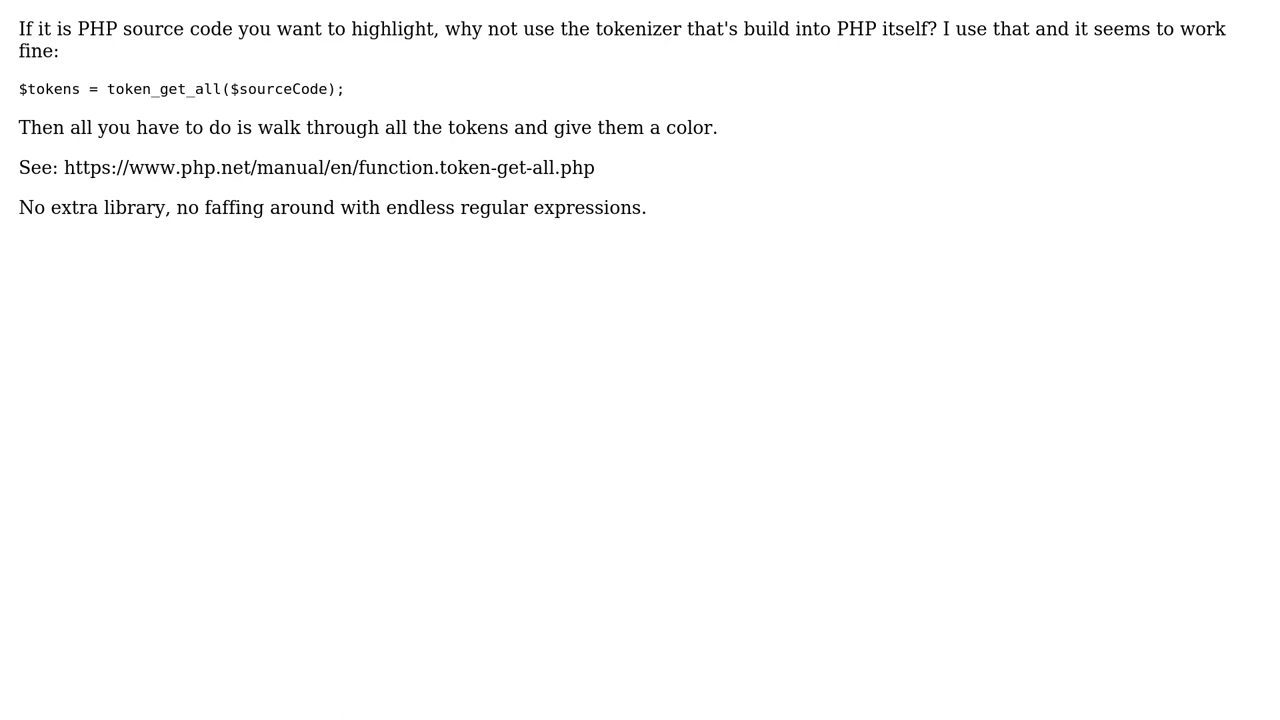 If it is PHP source code you want to highlight, why not use the tokenizer that's build into PHP itself? I use that and it seems to work
fine:
$tokens = token_get_all($sourceCode);
Then all you have to do is walk through all the tokens and give them a color.
See: https://www.php.net/manual/en/function.token-get-all.php
No extra library, no faffing around with endless regular expressions.